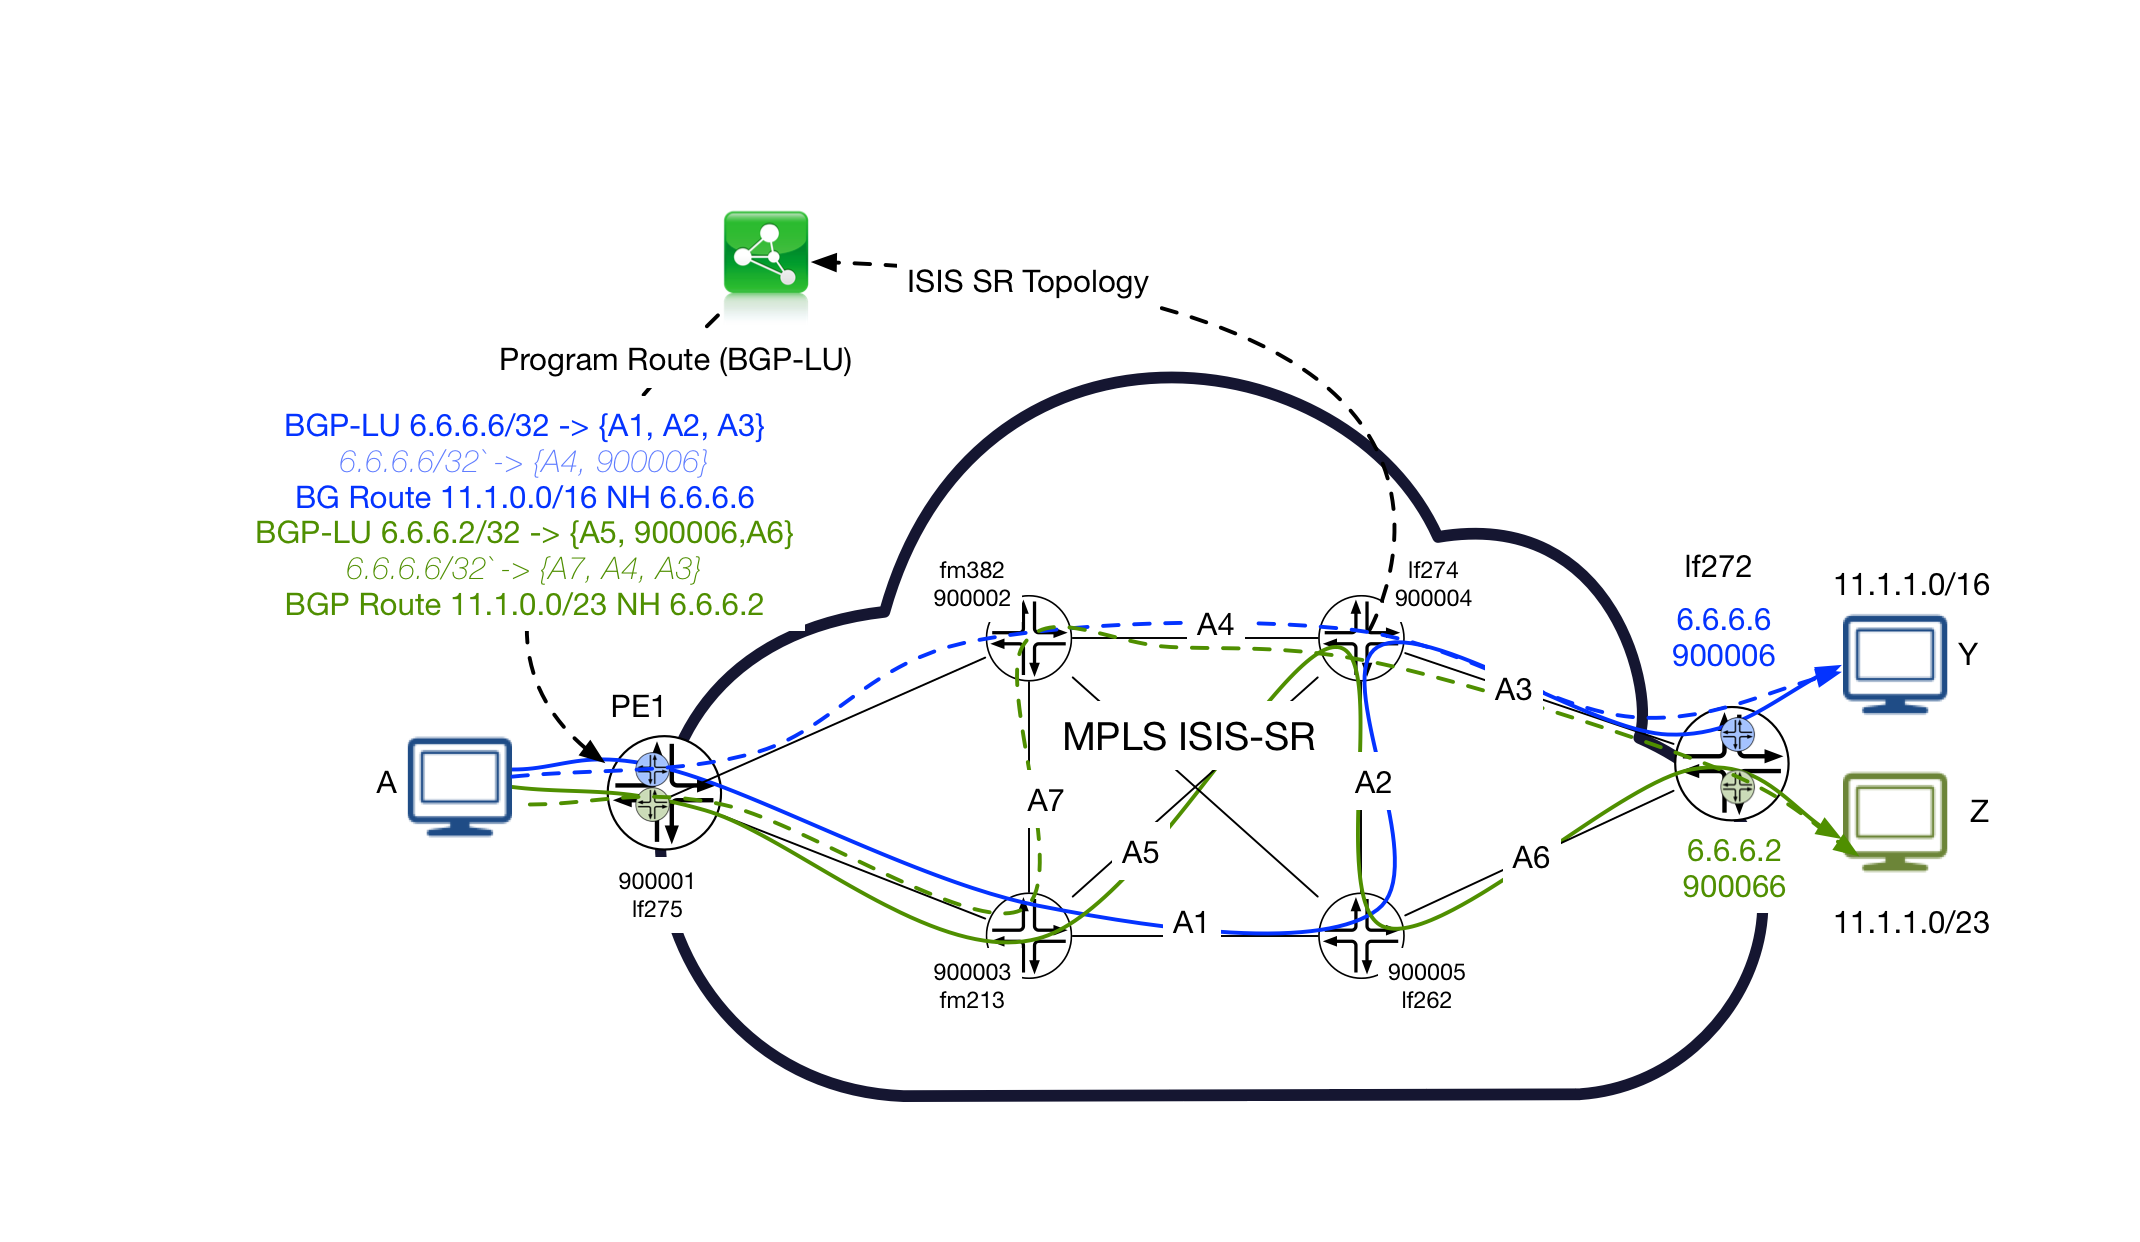 ISIS SR Topology
Program Route (BGP-LU)
BGP-LU 6.6.6.6/32 -> {A1, A2, A3}
6.6.6.6/32` -> {A4, 900006}
BG Route 11.1.0.0/16 NH 6.6.6.6
BGP-LU 6.6.6.2/32 -> {A5, 900006,A6}
6.6.6.6/32` -> {A7, A4, A3}
BGP Route 11.1.0.0/23 NH 6.6.6.2
fm382
900002
lf274
900004
lf272
6.6.6.6
900006
11.1.1.0/16
Y
A4
A3
PE1
MPLS ISIS-SR
A
A7
A2
A5
A6
Z
6.6.6.2
900066
11.1.1.0/23
900001
lf275
A1
900003
fm213
900005
lf262